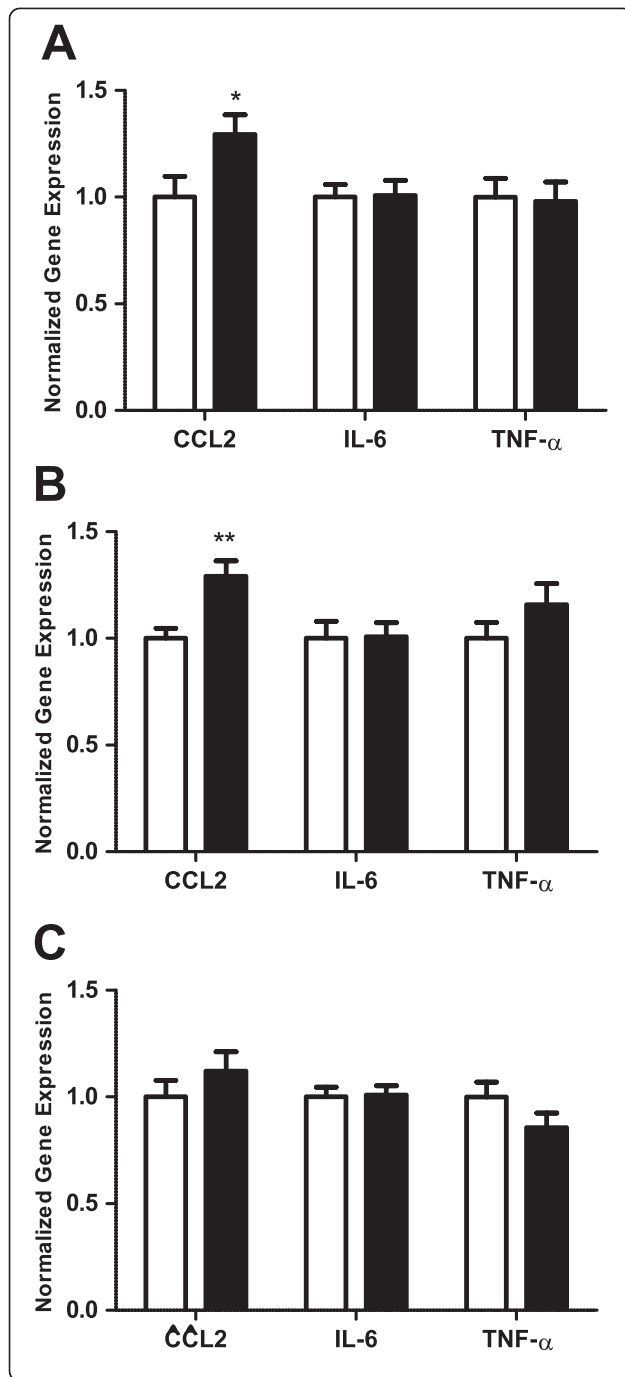 A
Normalized Gene Expression
1.5
1.0
0.5
0.0
*
CCL2 IL-6 TNF-α
B
Normalized Gene Expression
1.5
1.0
0.5
0.0
**
CCL2 IL-6 TNF-α
C
Normalized Gene Expression
1.5
1.0
0.5
0.0
ĈĈL2 IL-6 TNF-α